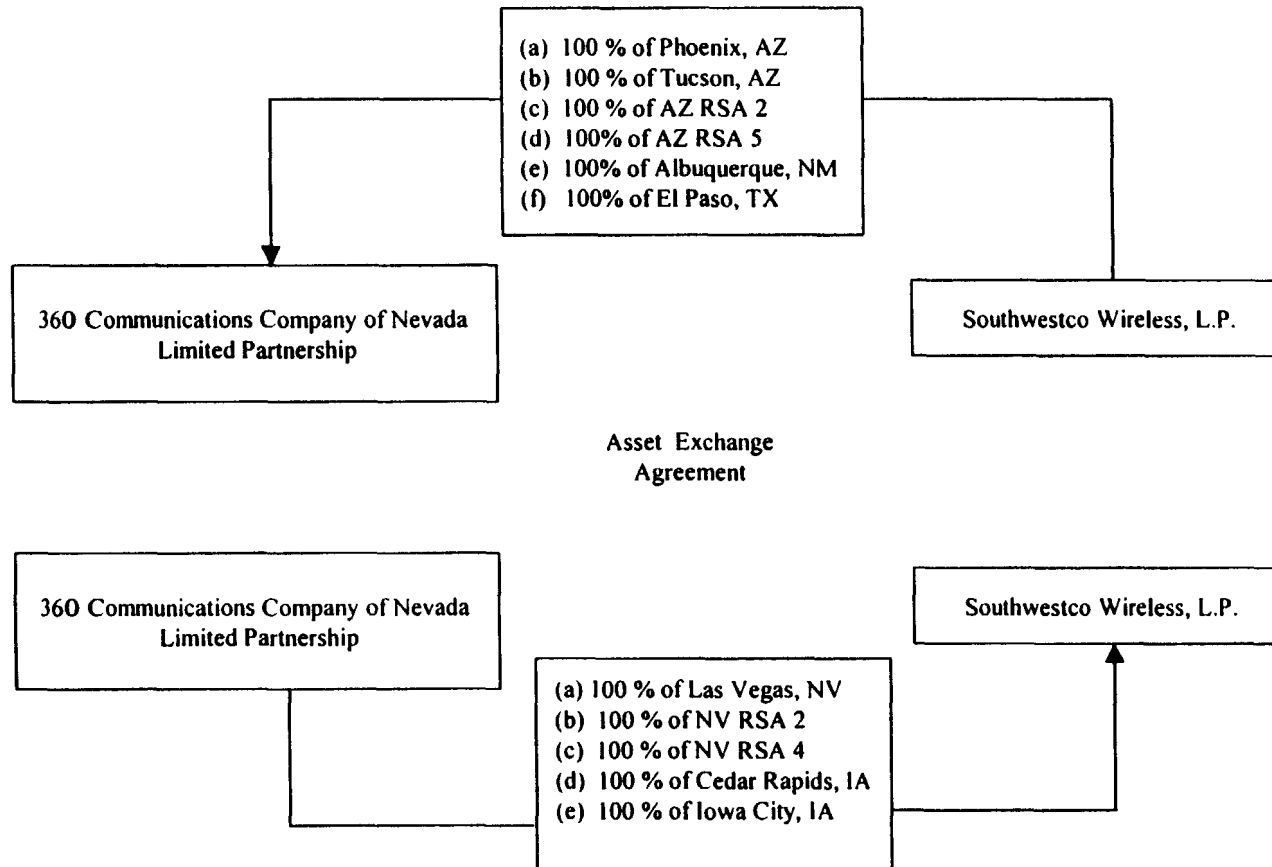 (a) 100 % of Phoenix, AZ
(b) 100 % of Tucson, AZ
(c) 100 % of AZ RSA 2
(d) 100% of AZ RSA 5
(e) 100% of Albuquerque, NM
(f) 100% of El Paso, TX
360 Communications Company of Nevada
Limited Partnership
Southwestco Wireless, L.P.
Asset Exchange
Agreement
360 Communications Company of Nevada
Limited Partnership
Southwestco Wireless, L.P.
(a) 100 % of Las Vegas, NV
(b) 100 % of NV RSA 2
(c) 100 % of NV RSA 4
(d) 100 % of Cedar Rapids, IA
(e) 100 % of Iowa City, IA